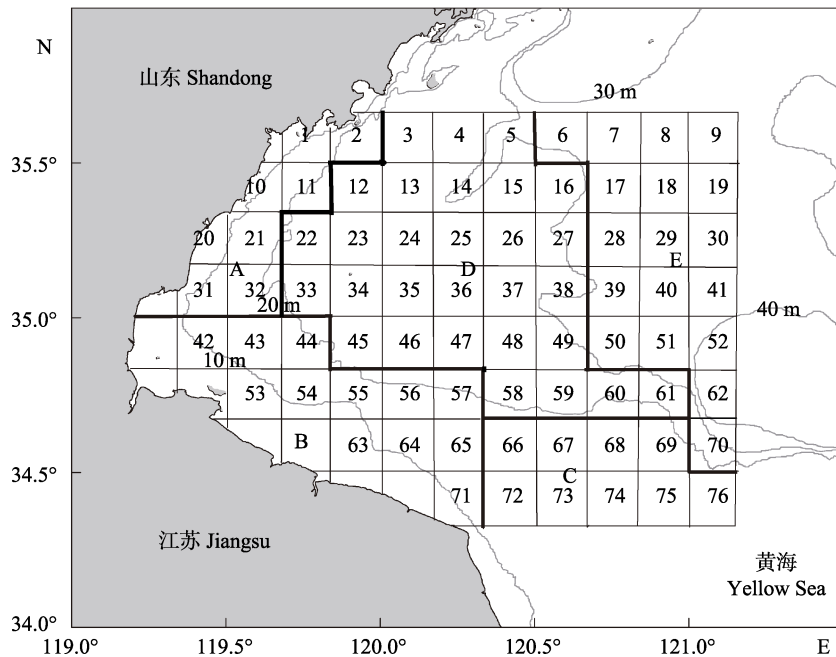 N
山东 Shandong
30 m
1 2 3 4 5 6 7 8 9
35.5°
10 11 12 13 14 15 16 17 18 19
20 21 22 23 24 25 26 27 28 29 30
A D E
31 32 33 34 35 36 37 38 39 40 41
20 m
40 m
35.0°
42 43 44 45 46 47 48 49 50 51 52
10 m
53 54 55 56 57 58 59 60 61 62
B 63 64 65 66 67 68 69 70
34.5°
C
71 72 73 74 75 76
江苏 Jiangsu
黄海
Yellow Sea
34.0°
119.0° 119.5° 120.0° 120.5° 121.0° E